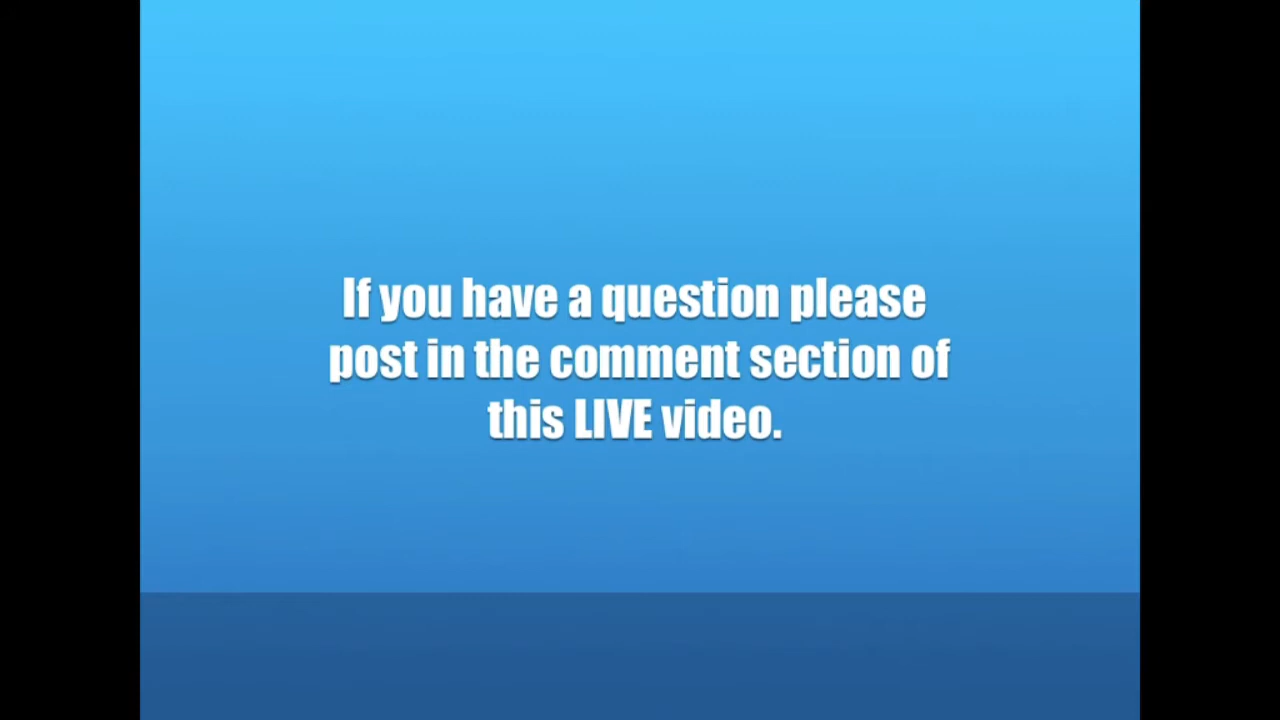 If you have a question please
post in the comment section of
this LIVE video.